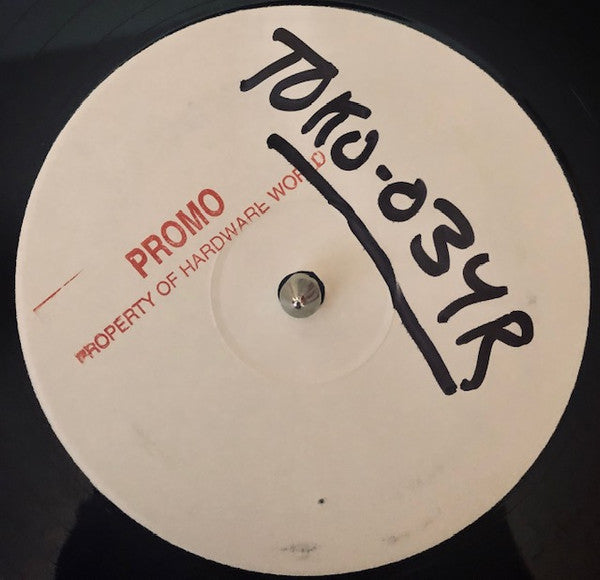 TOKO-034R
PROMO
PROPERTY OF HARDWARE WORLD